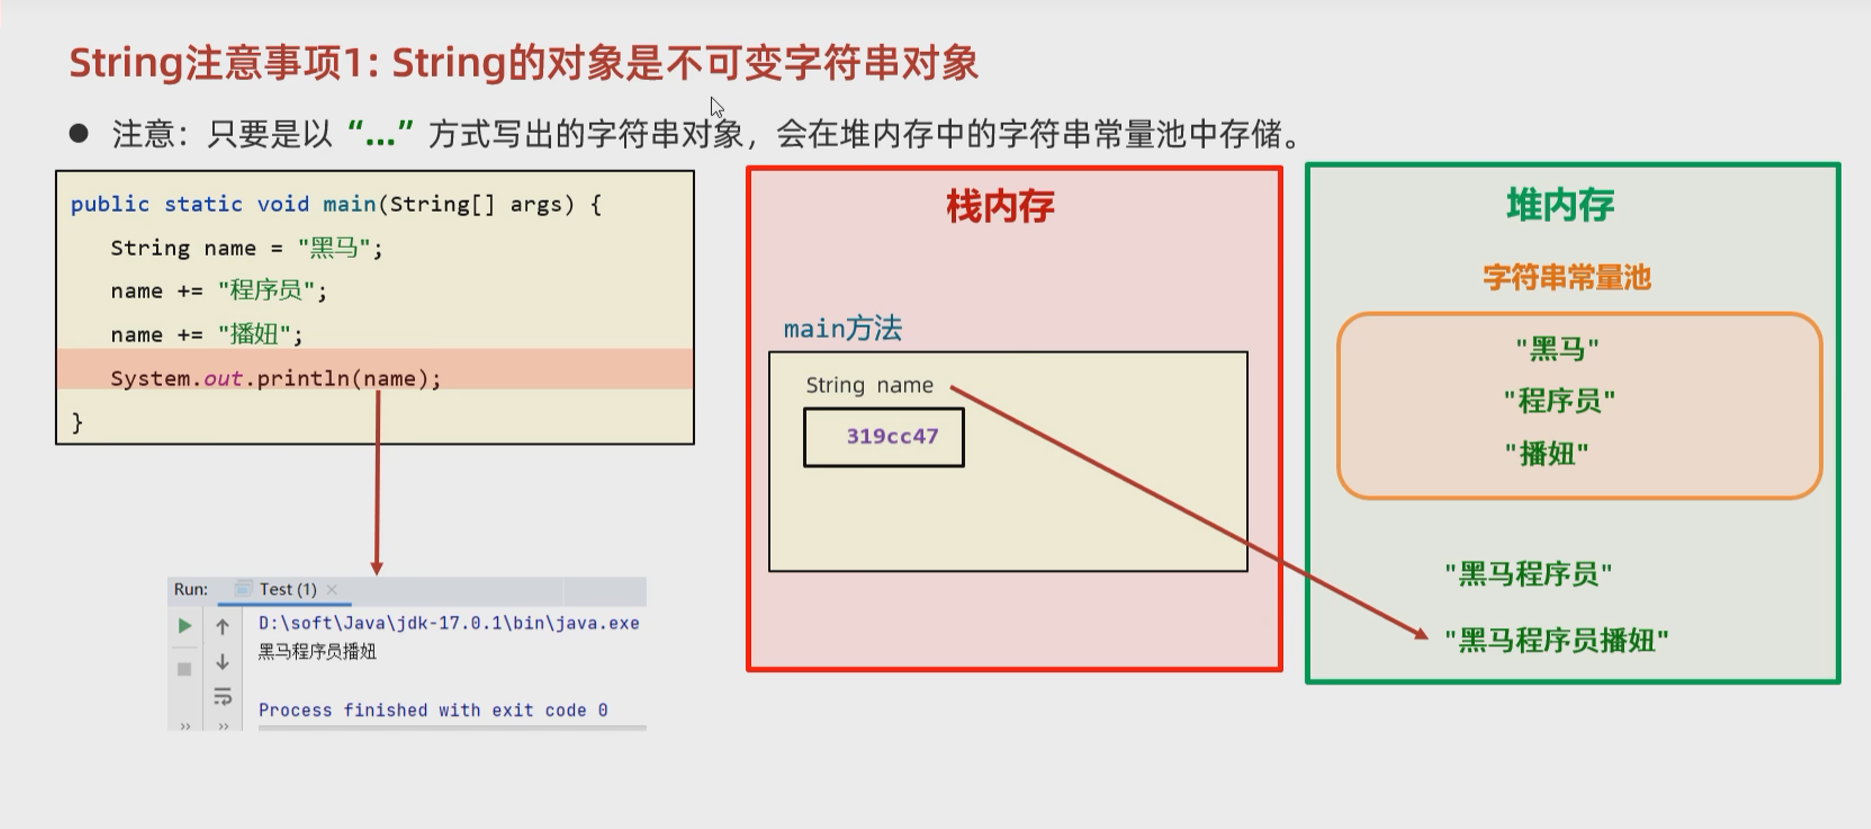 String注意事项1: String的对象是不可变字符串对象
● 注意：只要是以 “...” 方式写出的字符串对象，会在堆内存中的字符串常量池中存储。
public static void main(String[] args) {
String name = "黑马";
name += "程序员";
name += "播妞";
System.out.println(name);
}
Run: Test (1) ×
D:\soft\Java\jdk-17.0.1\bin\java.exe
黑马程序员播妞
Process finished with exit code 0
栈内存
main方法
String name
319cc47
堆内存
字符串常量池
"黑马"
"程序员"
"播妞"
"黑马程序员"
"黑马程序员播妞"